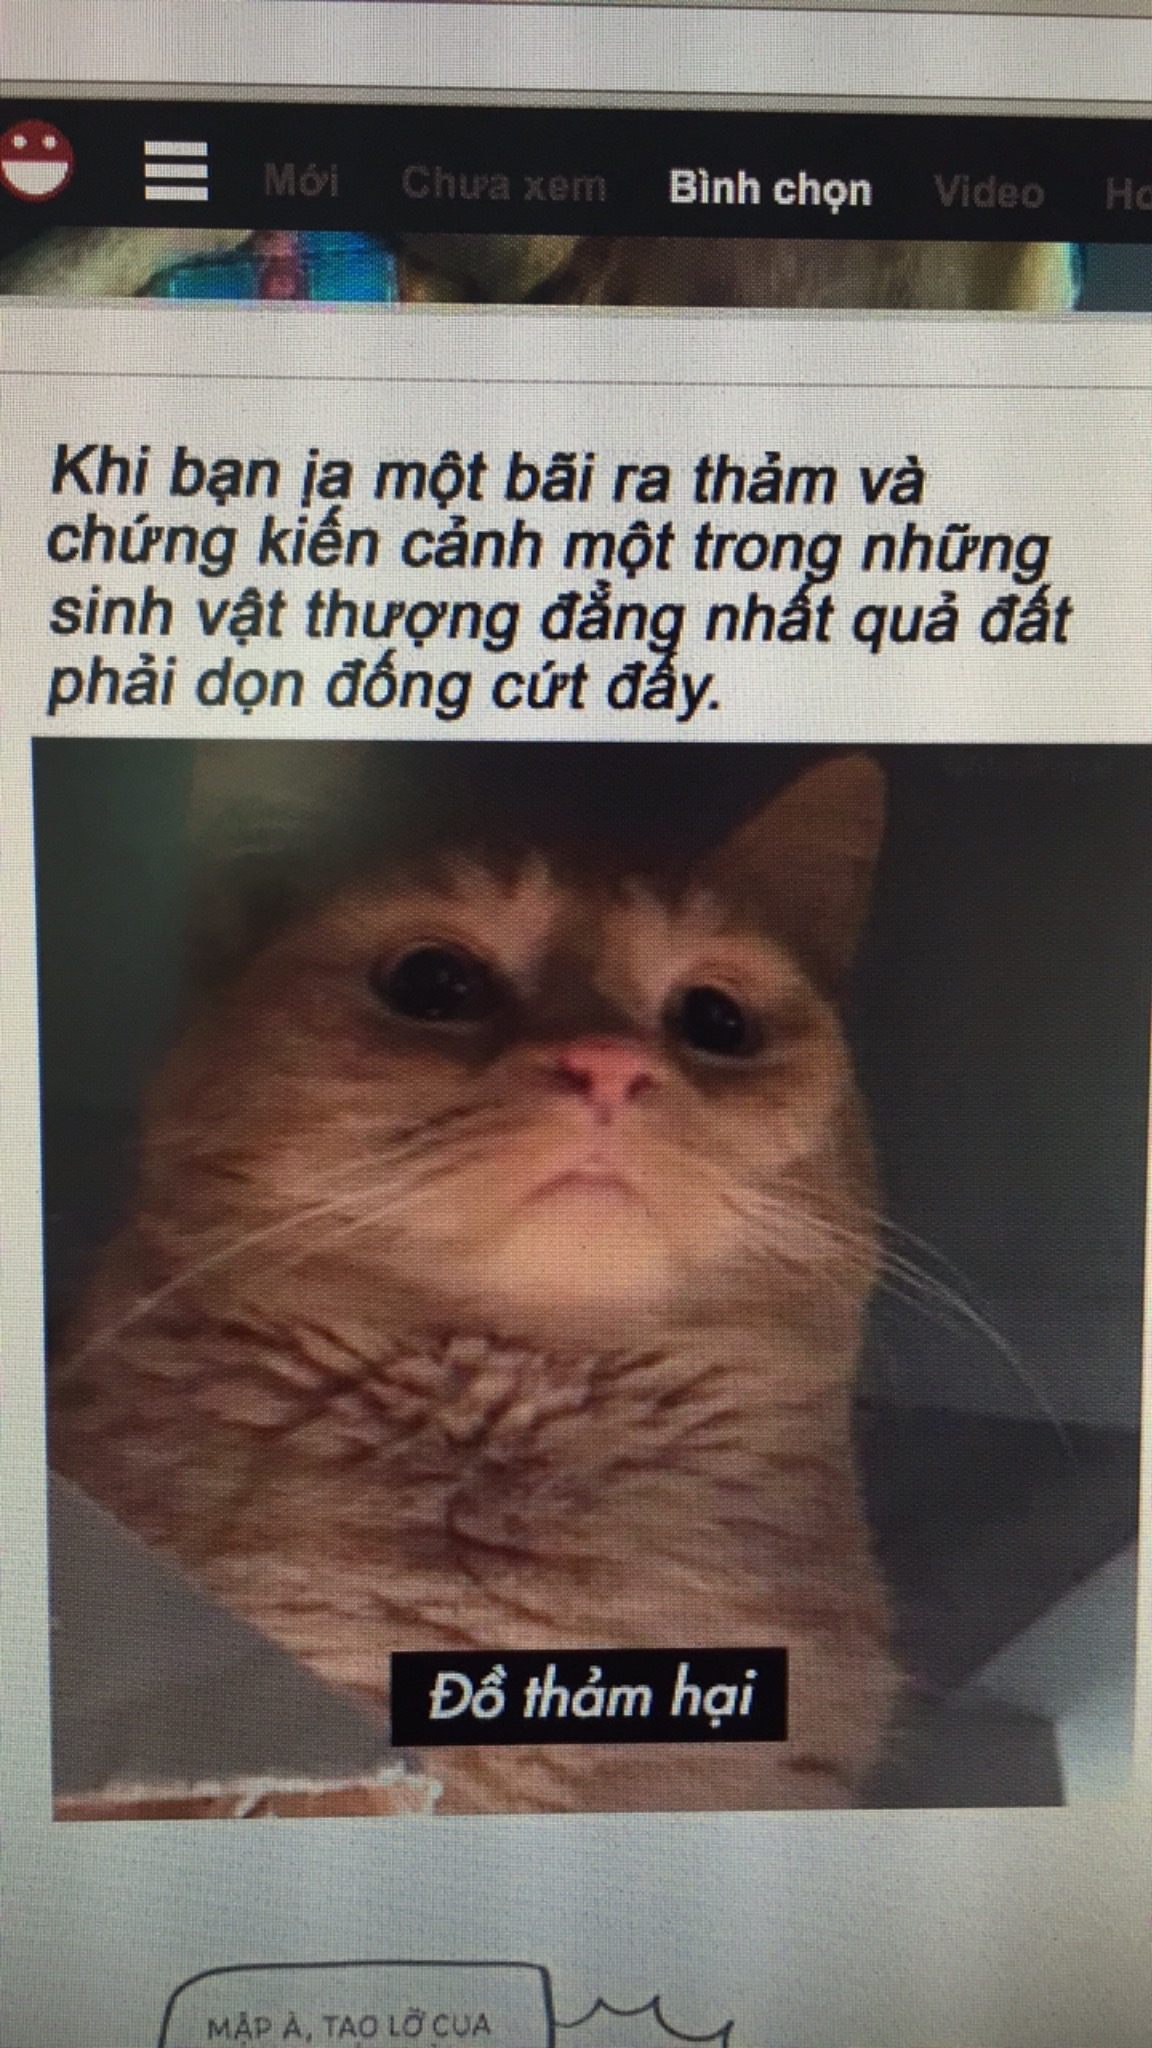 Mới Chưa xem Bình chọn Video Ho
Khi bạn ịa một bãi ra thảm và
chứng kiến cảnh một trong những
sinh vật thượng đẳng nhất quả đất
phải dọn đống cứt đấy.
Đồ thảm hại
MẬP À, TAO LỠ CUA